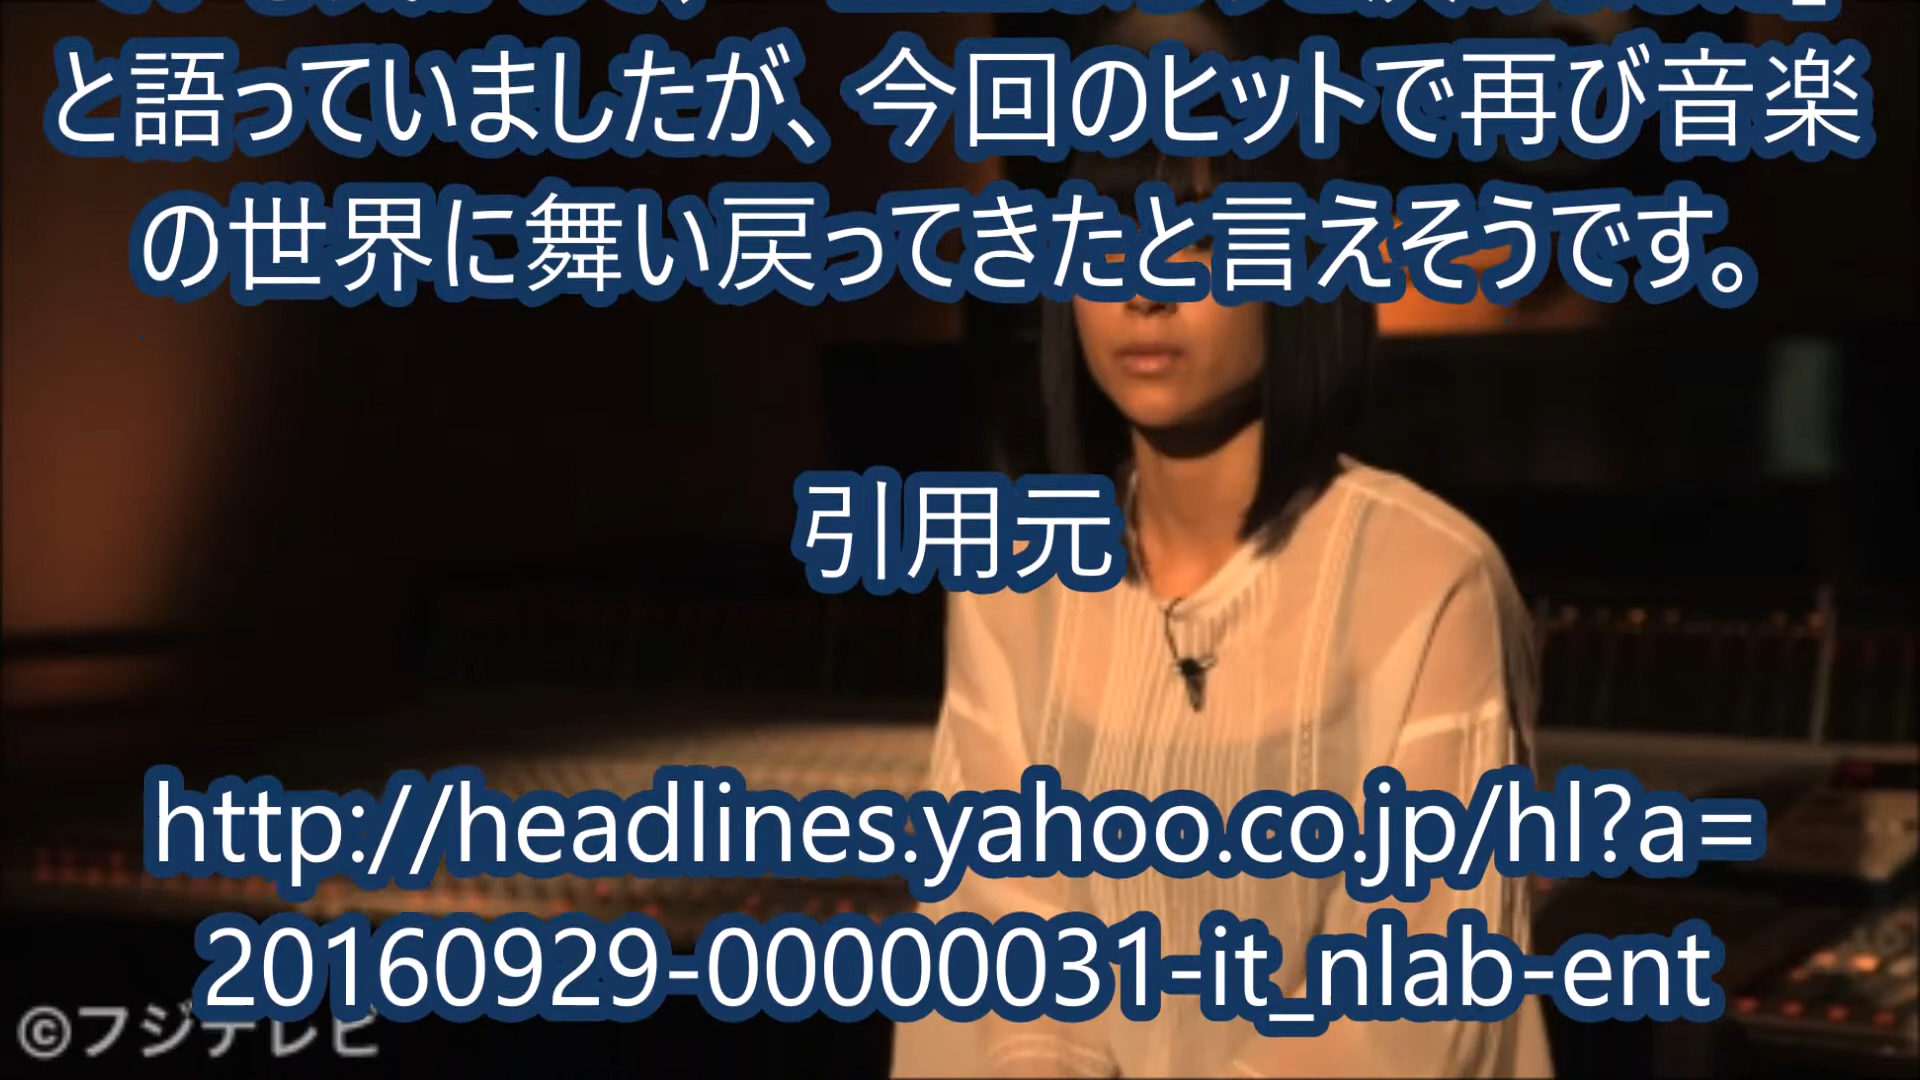 と語っていましたが、今回のヒットで再び音楽
の世界に舞い戻ってきたと言えそうです。
引用元
http://headlines.yahoo.co.jp/hl?a=
20160929-00000031-it_nlab-ent
©フジテレビ